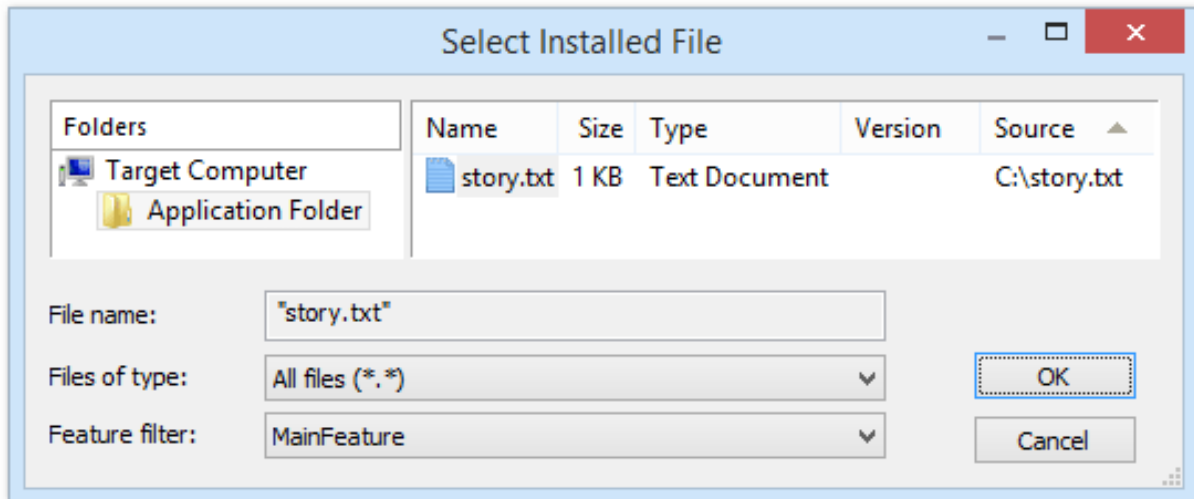 Select Installed File
Folders
Target Computer
Application Folder
Name Size Type Version Source
story.txt 1 KB Text Document C:\story.txt
File name: "story.txt"
Files of type: All files (*.*)
OK
Feature filter: MainFeature
Cancel